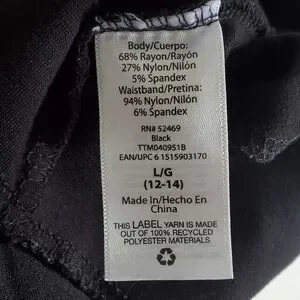 Body/Cuerpo:
68% Rayon/Rayón
27% Nylon/Nilón
5% Spandex
Waistband/Pretina:
94% Nylon/Nilón
6% Spandex
RN# 52469
Black
TTM040951B
EAN/UPC 6 1515903170
L/G
(12-14)
Made In/Hecho En
China
THIS LABEL YARN IS MADE
OUT OF 100% RECYCLED
POLYESTER MATERIALS